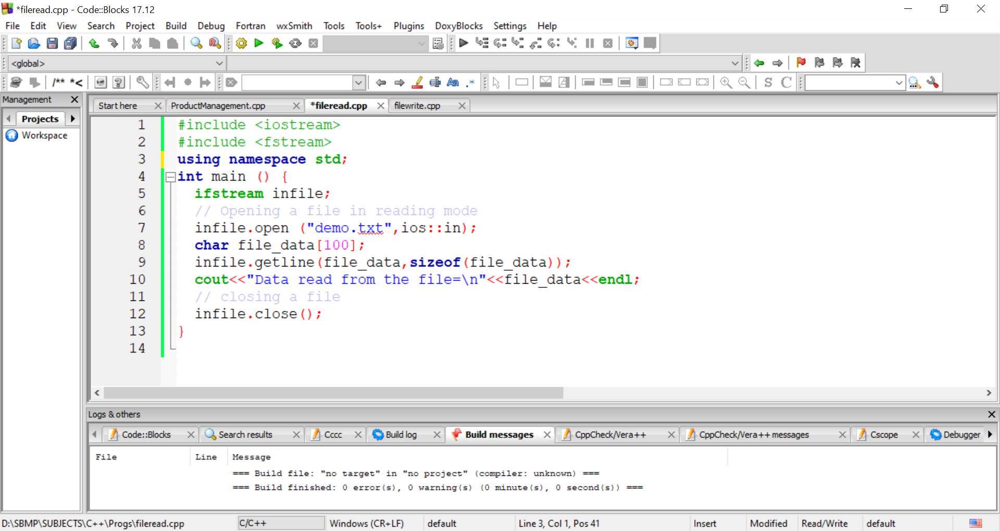 *fileread.cpp - Code::Blocks 17.12
File Edit View Search Project Build Debug Fortran wxSmith Tools Tools+ Plugins DoxyBlocks Settings Help
<global>
/** *<
Aa .* S C
Management
Start here ProductManagement.cpp *fileread.cpp filewrite.cpp
Projects
Workspace
1 #include <iostream>
2 #include <fstream>
3 using namespace std;
4 int main () {
5 ifstream infile;
6 // Opening a file in reading mode
7 infile.open ("demo.txt",ios::in);
8 char file_data[100];
9 infile.getline(file_data,sizeof(file_data));
10 cout<<"Data read from the file=\n"<<file_data<<endl;
11 // closing a file
12 infile.close();
13 }
14
Logs & others
Code::Blocks Search results Cccc Build log Build messages CppCheck/Vera++ CppCheck/Vera++ messages Cscope Debugger
File Line Message
=== Build file: "no target" in "no project" (compiler: unknown) ===
=== Build finished: 0 error(s), 0 warning(s) (0 minute(s), 0 second(s)) ===
D:\SBMP\SUBJECTS\C++\Progs\fileread.cpp C/C++ Windows (CR+LF) default Line 3, Col 1, Pos 41 Insert Modified Read/Write default